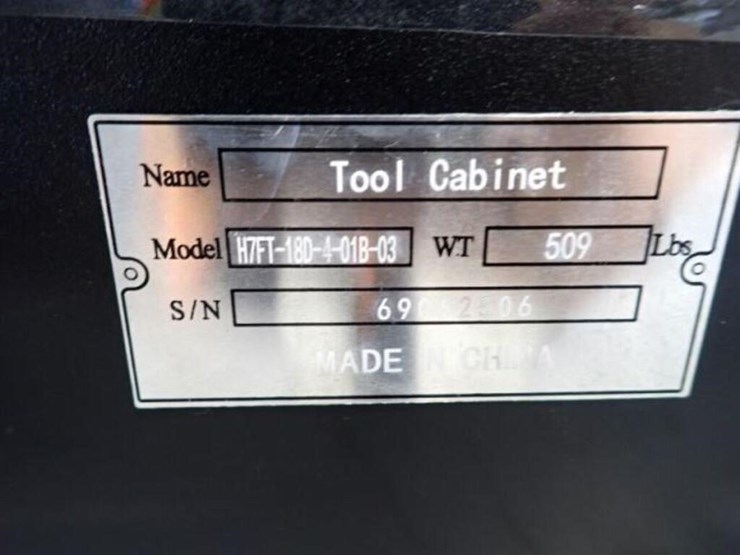 Name Tool Cabinet
Model H7FT-18D-4-01B-03 WT 509 Lbs
S/N
MADE IN CHINA